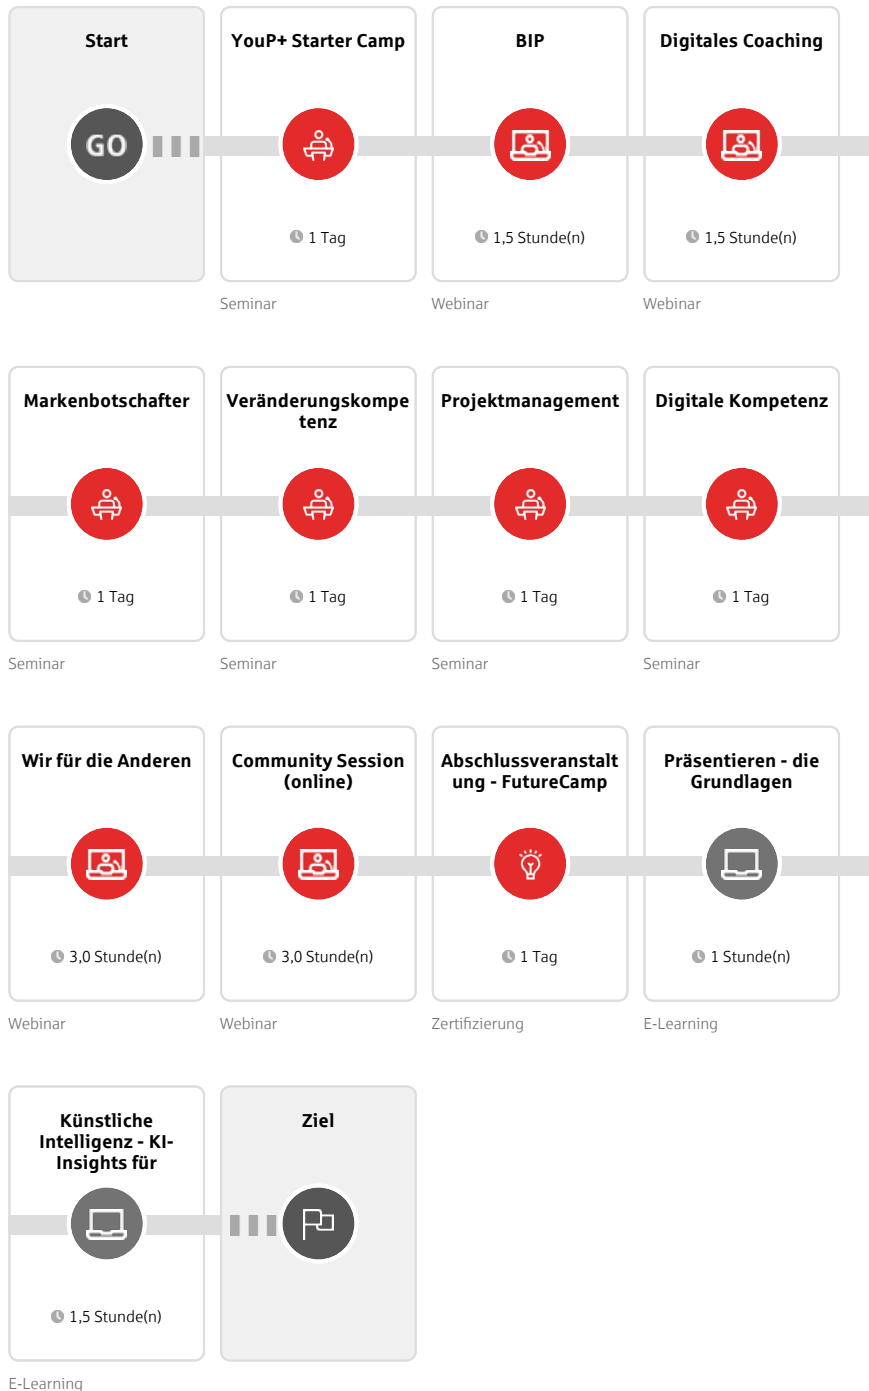 Start
YouP+ Starter Camp
BIP
Digitales Coaching
GO
1 Tag
1,5 Stunde(n)
1,5 Stunde(n)
Seminar
Webinar
Webinar
Markenbotschafter
Veränderungskompe
tenz
Projektmanagement
Digitale Kompetenz
1 Tag
1 Tag
1 Tag
1 Tag
Seminar
Seminar
Seminar
Seminar
Wir für die Anderen
Community Session
(online)
Abschlussveranstalt
ung - FutureCamp
Präsentieren - die
Grundlagen
3,0 Stunde(n)
3,0 Stunde(n)
1 Tag
1 Stunde(n)
Webinar
Webinar
Zertifizierung
E-Learning
Künstliche
Intelligenz - KI-
Insights für
Ziel
1,5 Stunde(n)
E-Learning